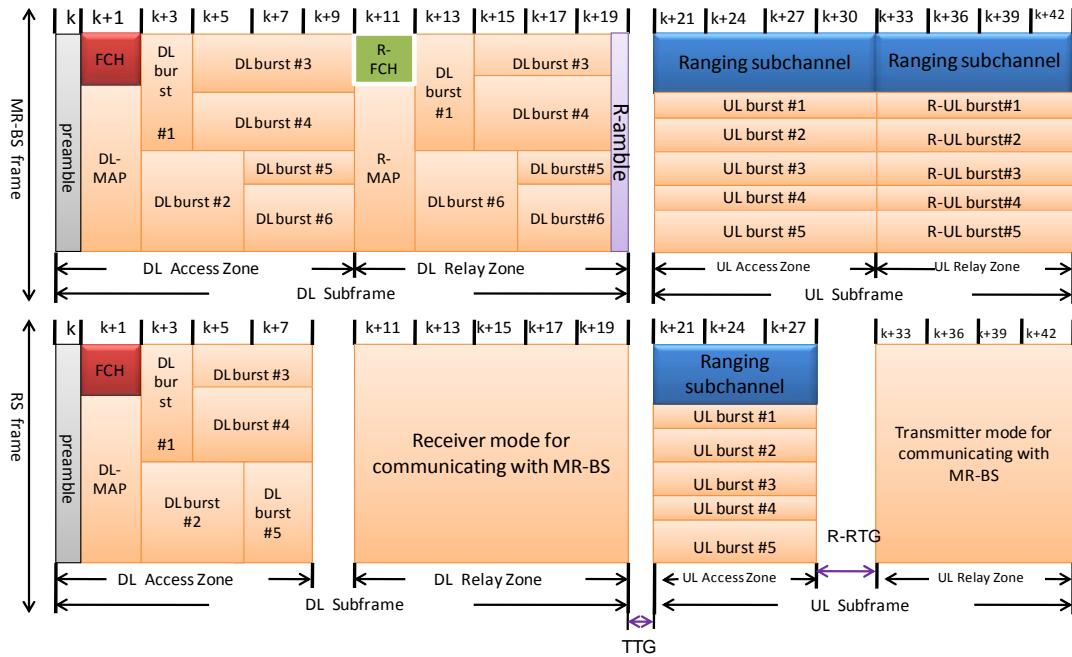 k k+1 k+3 k+5 k+7 k+9 k+11 k+13 k+15 k+17 k+19 k+21 k+24 k+27 k+30 k+33 k+36 k+39 k+42
MR-BS frame
preamble
FCH
DL-
MAP
DL
bur
st
#1
DL burst #3
DL burst #4
DL burst #2
DL burst #5
DL burst #6
R-
FCH
R-
MAP
DL
burst
#1
DL burst #3
DL burst #4
DL burst #6
DL burst#5
DL burst#6
R-amble
Ranging subchannel
UL burst #1
UL burst #2
UL burst #3
UL burst #4
UL burst #5
Ranging subchannel
R-UL burst#1
R-UL burst#2
R-UL burst#3
R-UL burst#4
R-UL burst#5
DL Access Zone
DL Relay Zone
UL Access Zone
UL Relay Zone
DL Subframe
UL Subframe
k k+1 k+3 k+5 k+7 k+11 k+13 k+15 k+17 k+19 k+21 k+24 k+27 k+33 k+36 k+39 k+42
RS frame
preamble
FCH
DL-
MAP
DL
bur
st
#1
DL burst #3
DL burst #4
DL burst
#2
DL
burst
#5
Receiver mode for
communicating with MR-BS
Ranging
subchannel
UL burst #1
UL burst #2
UL burst #3
UL burst #4
UL burst #5
R-RTG
Transmitter mode for
communicating with
MR-BS
DL Access Zone
DL Relay Zone
UL Access Zone
UL Relay Zone
DL Subframe
UL Subframe
TTG